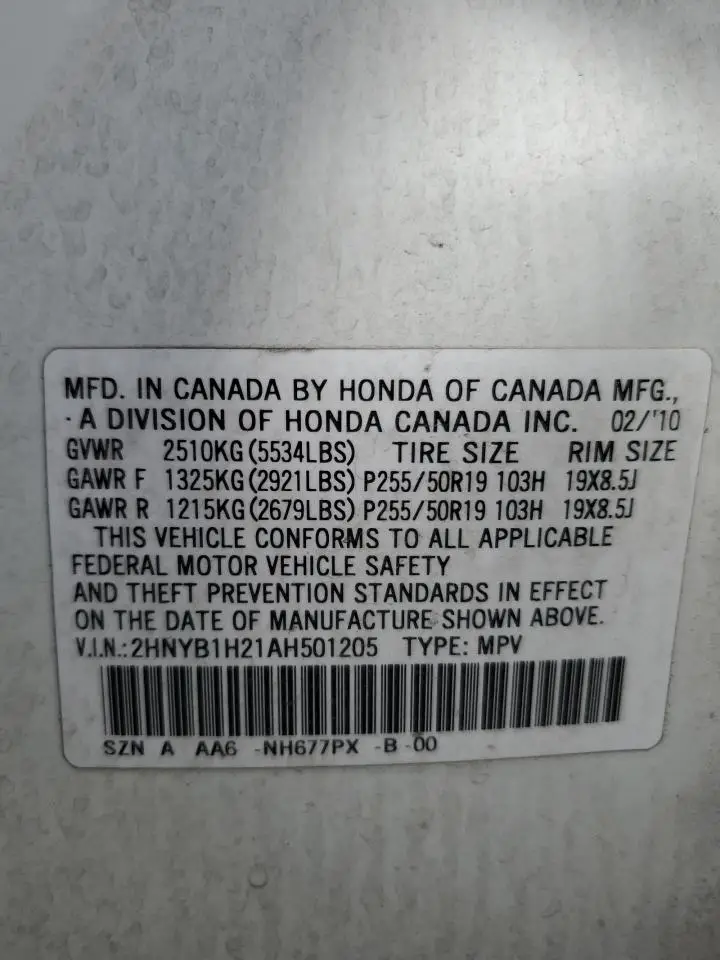 MFD. IN CANADA BY HONDA OF CANADA MFG.,
A DIVISION OF HONDA CANADA INC. 02/'10
GVWR 2510KG(5534LBS) TIRE SIZE RIM SIZE
GAWR F 1325KG(2921LBS) P255/50R19 103H 19X8.5J
GAWR R 1215KG(2679LBS) P255/50R19 103H 19X8.5J
THIS VEHICLE CONFORMS TO ALL APPLICABLE
FEDERAL MOTOR VEHICLE SAFETY
AND THEFT PREVENTION STANDARDS IN EFFECT
ON THE DATE OF MANUFACTURE SHOWN ABOVE.
V.I.N.:2HNYB1H21AH501205 TYPE: MPV
SZN A AA6 -NH677PX -B -00